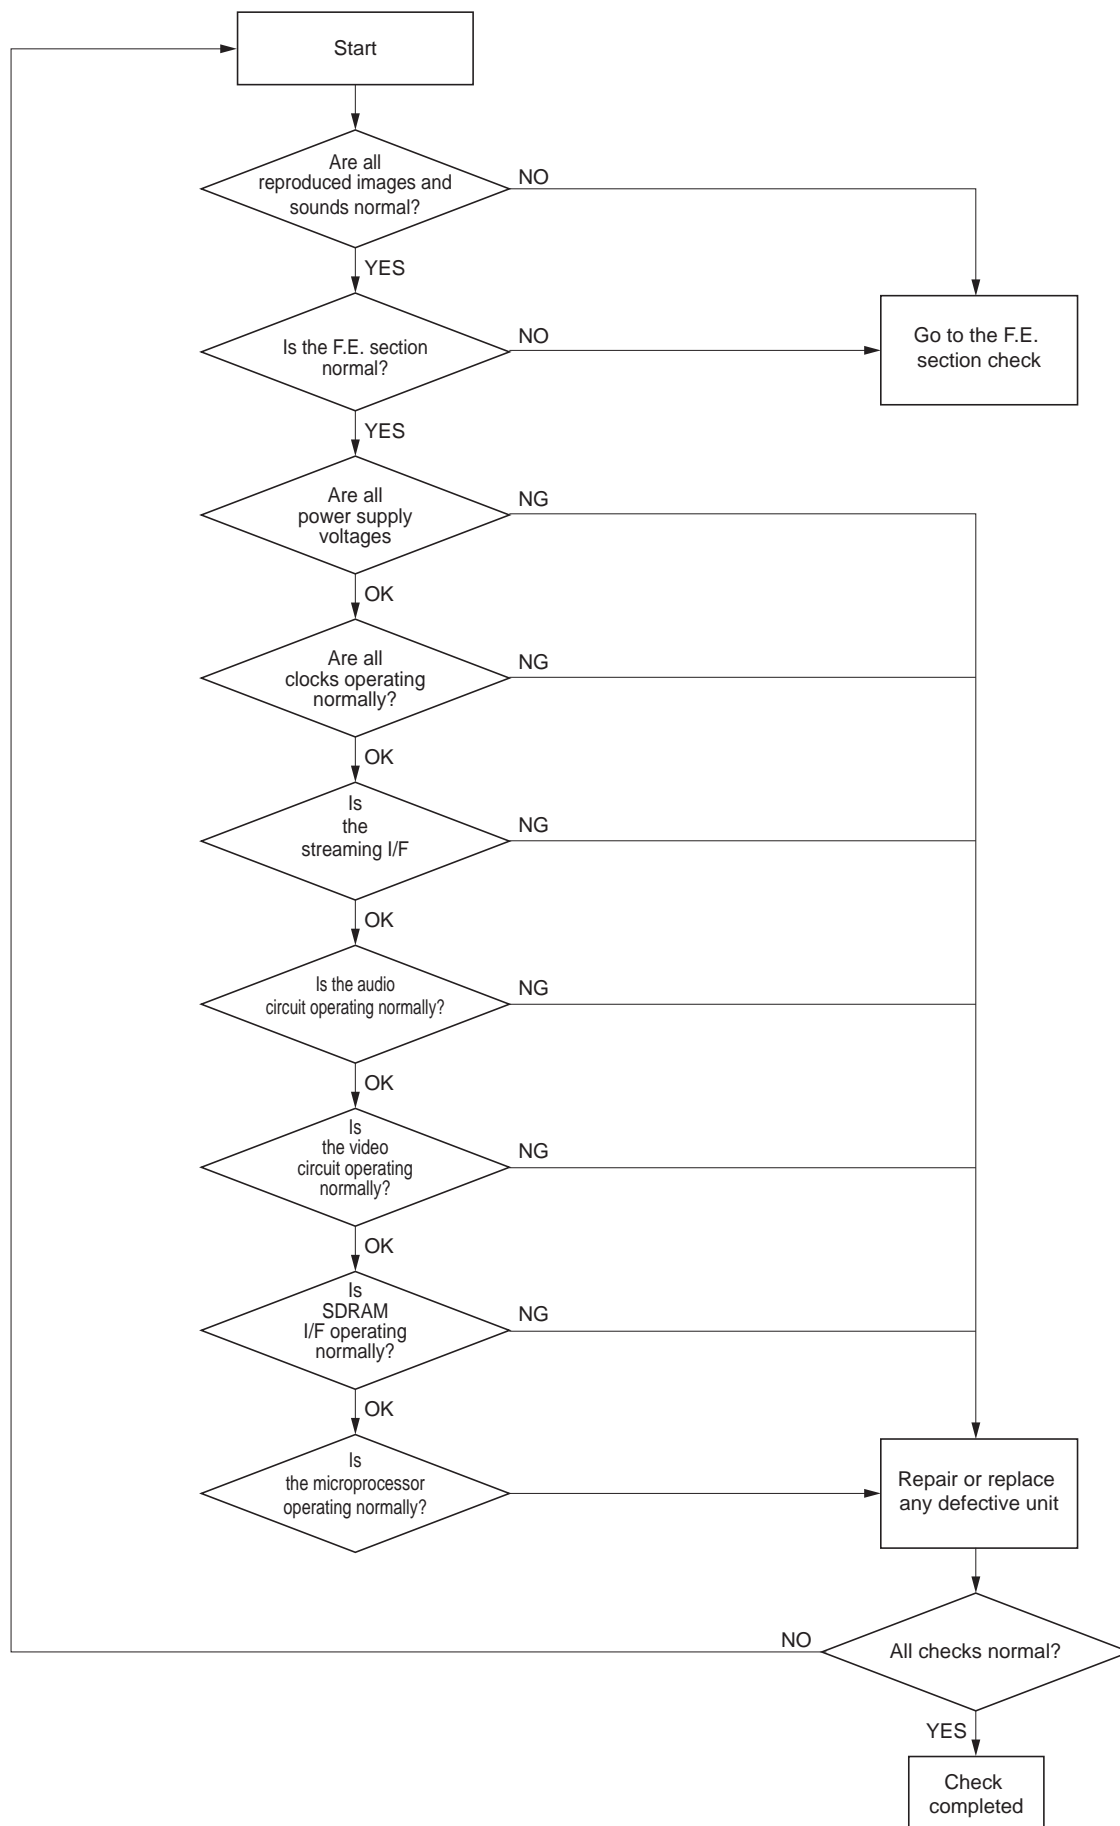 Start
Are all
reproduced images and
sounds normal?
NO
YES
Is the F.E. section
normal?
NO
Go to the F.E.
section check
YES
Are all
power supply
voltages
NG
OK
Are all
clocks operating
normally?
NG
OK
Is
the
streaming I/F
NG
OK
Is the audio
circuit operating normally?
NG
OK
Is
the video
circuit operating
normally?
NG
OK
Is
SDRAM
I/F operating
normally?
NG
OK
Is
the microprocessor
operating normally?
Repair or replace
any defective unit
NO
All checks normal?
YES
Check
completed